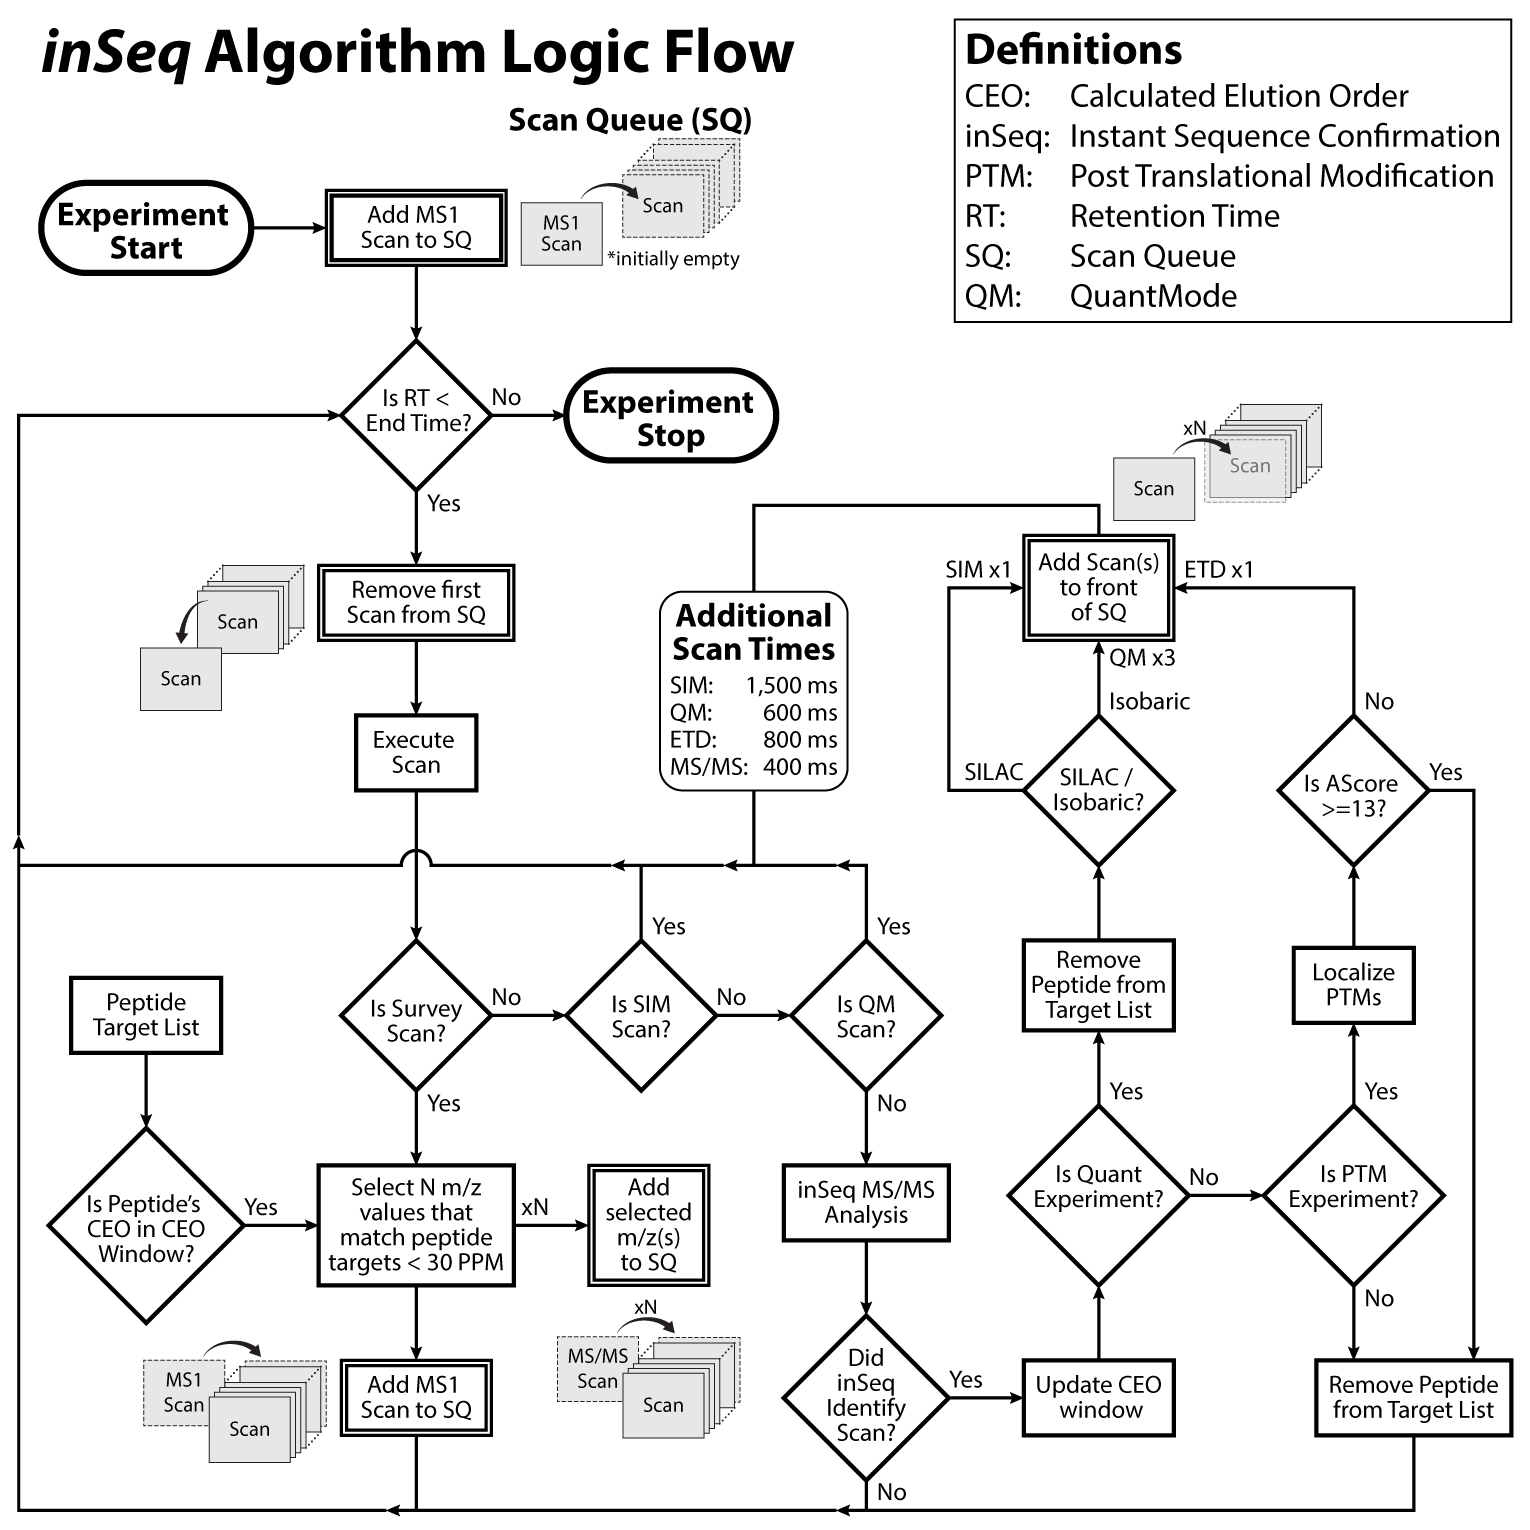 inSeq Algorithm Logic Flow
Definitions
CEO: Calculated Elution Order
inSeq: Instant Sequence Confirmation
PTM: Post Translational Modification
RT: Retention Time
SQ: Scan Queue
QM: QuantMode
Scan Queue (SQ)
Experiment
Start
Add MS1
Scan to SQ
MS1
Scan
Scan
*initially empty
Is RT <
End Time?
No
Experiment
Stop
Yes
Remove first
Scan from SQ
Scan
Scan
Execute
Scan
Additional
Scan Times
SIM: 1,500 ms
QM: 600 ms
ETD: 800 ms
MS/MS: 400 ms
xN
Scan
Scan
SIM x1
Add Scan(s)
to front
of SQ
ETD x1
QM x3
Isobaric
No
SILAC
SILAC /
Isobaric?
Is AScore
>=13?
Yes
Yes
Yes
Peptide
Target List
Is Survey
Scan?
No
Is SIM
Scan?
No
Is QM
Scan?
Remove
Peptide from
Target List
Localize
PTMs
Yes
No
Yes
Yes
Is Peptide's
CEO in CEO
Window?
Yes
Select N m/z
values that
match peptide
targets < 30 PPM
xN
Add
selected
m/z(s)
to SQ
inSeq MS/MS
Analysis
Is Quant
Experiment?
No
Is PTM
Experiment?
No
MS1
Scan
Scan
Add MS1
Scan to SQ
xN
MS/MS
Scan
Scan
Did
inSeq
Identify
Scan?
Yes
Update CEO
window
Remove Peptide
from Target List
No